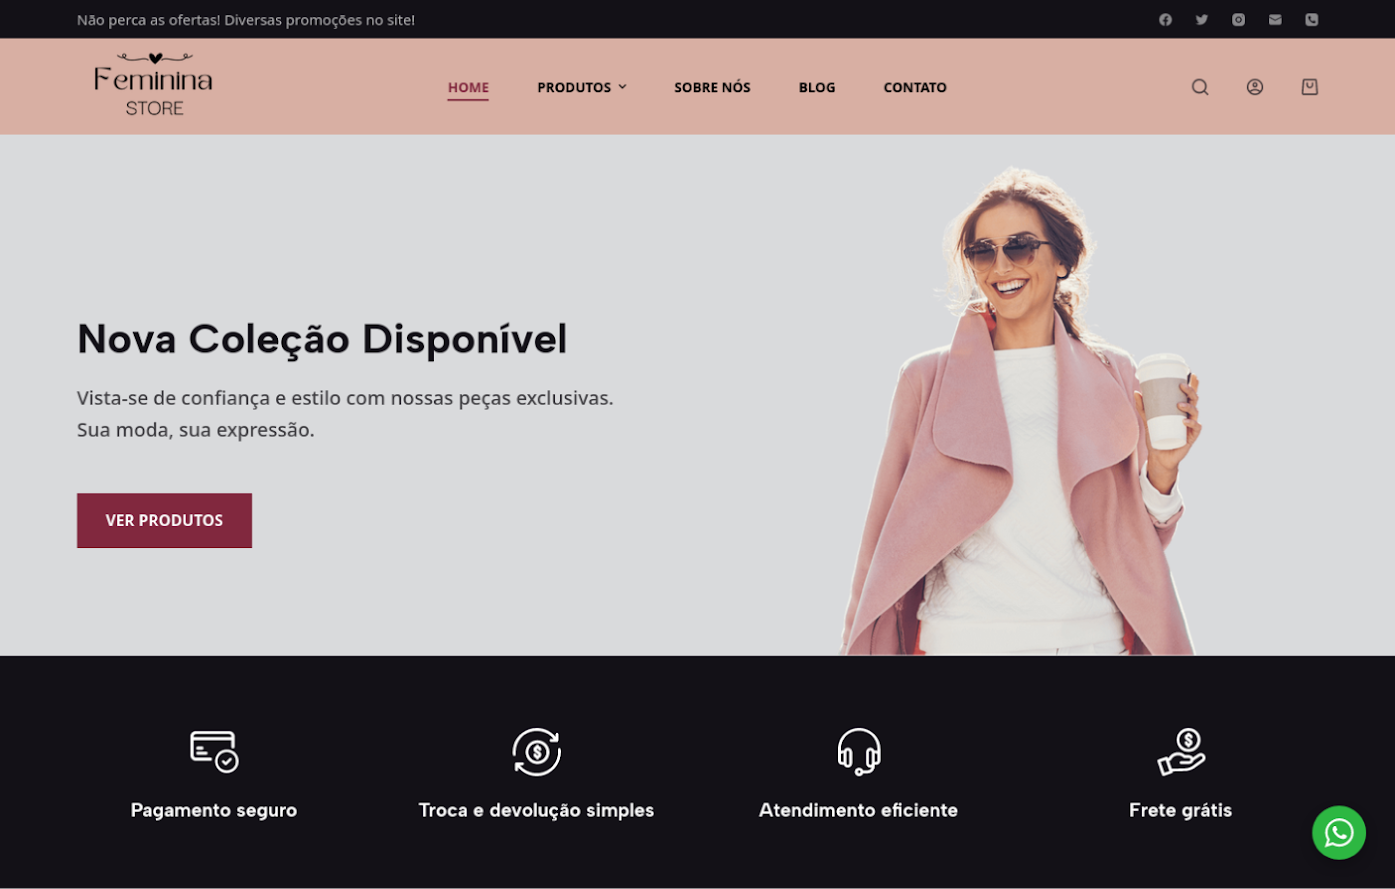 Não perca as ofertas! Diversas promoções no site!
Feminina
STORE
HOME
PRODUTOS
SOBRE NÓS
BLOG
CONTATO
Nova Coleção Disponível
Vista-se de confiança e estilo com nossas peças exclusivas.
Sua moda, sua expressão.
VER PRODUTOS
Pagamento seguro
Troca e devolução simples
Atendimento eficiente
Frete grátis